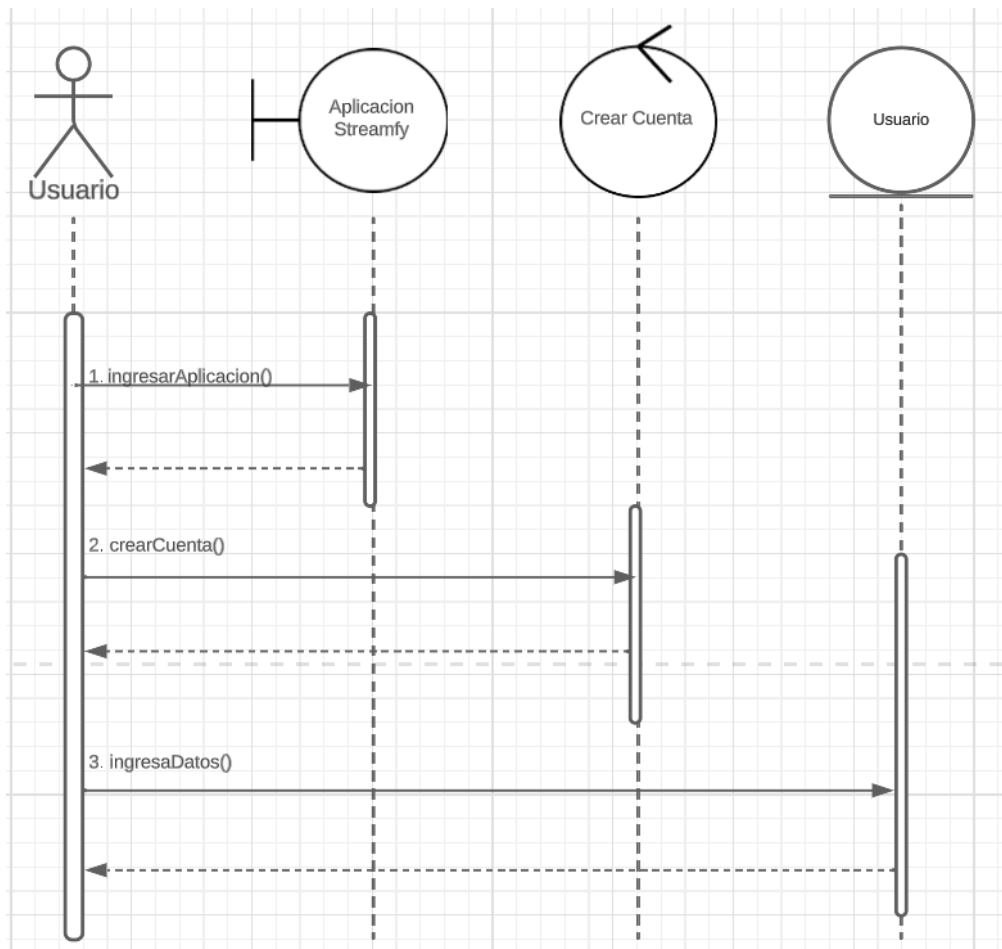 Aplicacion
Streamfy
Crear Cuenta
Usuario
Usuario
1. ingresarAplicacion()
2. crearCuenta()
3. ingresaDatos()